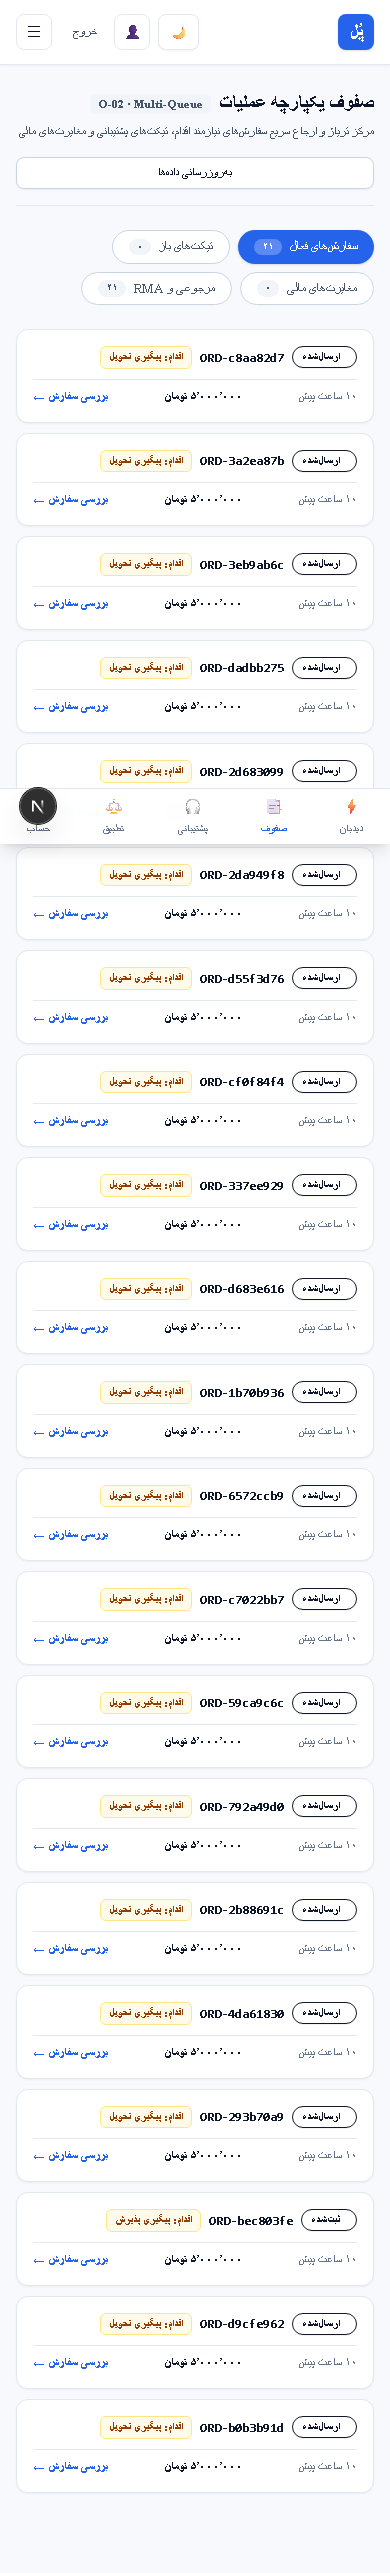 پُل
خروج
صفوف یکپارچه عملیات O-02 · Multi-Queue
مرکز تریاژ و ارجاع سریع سفارش‌های نیازمند اقدام، تیکت‌های پشتیبانی و مغایرت‌های مالی
به‌روزرسانی داده‌ها
سفارش‌های فعال ۲۱ تیکت‌های باز ۰
مغایرت‌های مالی ۰ مرجوعی و RMA ۲۱
ارسال‌شده ORD-c8aa82d7 اقدام: پیگیری تحویل
۱۰ ساعت پیش ۵٬۰۰۰٬۰۰۰ تومان بررسی سفارش ←
ارسال‌شده ORD-3a2ea87b اقدام: پیگیری تحویل
۱۰ ساعت پیش ۵٬۰۰۰٬۰۰۰ تومان بررسی سفارش ←
ارسال‌شده ORD-3eb9ab6c اقدام: پیگیری تحویل
۱۰ ساعت پیش ۵٬۰۰۰٬۰۰۰ تومان بررسی سفارش ←
ارسال‌شده ORD-dadbb275 اقدام: پیگیری تحویل
۱۰ ساعت پیش ۵٬۰۰۰٬۰۰۰ تومان بررسی سفارش ←
ارسال‌شده ORD-2d683099 اقدام: پیگیری تحویل
N
دیدبان صفوف پشتیبانی تطبیق حساب
ارسال‌شده ORD-2da949f8 اقدام: پیگیری تحویل
۱۰ ساعت پیش ۵٬۰۰۰٬۰۰۰ تومان بررسی سفارش ←
ارسال‌شده ORD-d55f3d76 اقدام: پیگیری تحویل
۱۰ ساعت پیش ۵٬۰۰۰٬۰۰۰ تومان بررسی سفارش ←
ارسال‌شده ORD-cf0f84f4 اقدام: پیگیری تحویل
۱۰ ساعت پیش ۵٬۰۰۰٬۰۰۰ تومان بررسی سفارش ←
ارسال‌شده ORD-337ee929 اقدام: پیگیری تحویل
۱۰ ساعت پیش ۵٬۰۰۰٬۰۰۰ تومان بررسی سفارش ←
ارسال‌شده ORD-d683e616 اقدام: پیگیری تحویل
۱۰ ساعت پیش ۵٬۰۰۰٬۰۰۰ تومان بررسی سفارش ←
ارسال‌شده ORD-1b70b936 اقدام: پیگیری تحویل
۱۰ ساعت پیش ۵٬۰۰۰٬۰۰۰ تومان بررسی سفارش ←
ارسال‌شده ORD-6572ccb9 اقدام: پیگیری تحویل
۱۰ ساعت پیش ۵٬۰۰۰٬۰۰۰ تومان بررسی سفارش ←
ارسال‌شده ORD-c7022bb7 اقدام: پیگیری تحویل
۱۰ ساعت پیش ۵٬۰۰۰٬۰۰۰ تومان بررسی سفارش ←
ارسال‌شده ORD-59ca9c6c اقدام: پیگیری تحویل
۱۰ ساعت پیش ۵٬۰۰۰٬۰۰۰ تومان بررسی سفارش ←
ارسال‌شده ORD-792a49d0 اقدام: پیگیری تحویل
۱۰ ساعت پیش ۵٬۰۰۰٬۰۰۰ تومان بررسی سفارش ←
ارسال‌شده ORD-2b88691c اقدام: پیگیری تحویل
۱۰ ساعت پیش ۵٬۰۰۰٬۰۰۰ تومان بررسی سفارش ←
ارسال‌شده ORD-4da61830 اقدام: پیگیری تحویل
۱۰ ساعت پیش ۵٬۰۰۰٬۰۰۰ تومان بررسی سفارش ←
ارسال‌شده ORD-293b70a9 اقدام: پیگیری تحویل
۱۰ ساعت پیش ۵٬۰۰۰٬۰۰۰ تومان بررسی سفارش ←
ثبت‌شده ORD-bec803fe اقدام: پیگیری پذیرش
۱۰ ساعت پیش ۵٬۰۰۰٬۰۰۰ تومان بررسی سفارش ←
ارسال‌شده ORD-d9cfe962 اقدام: پیگیری تحویل
۱۰ ساعت پیش ۵٬۰۰۰٬۰۰۰ تومان بررسی سفارش ←
ارسال‌شده ORD-b0b3b91d اقدام: پیگیری تحویل
۱۰ ساعت پیش ۵٬۰۰۰٬۰۰۰ تومان بررسی سفارش ←